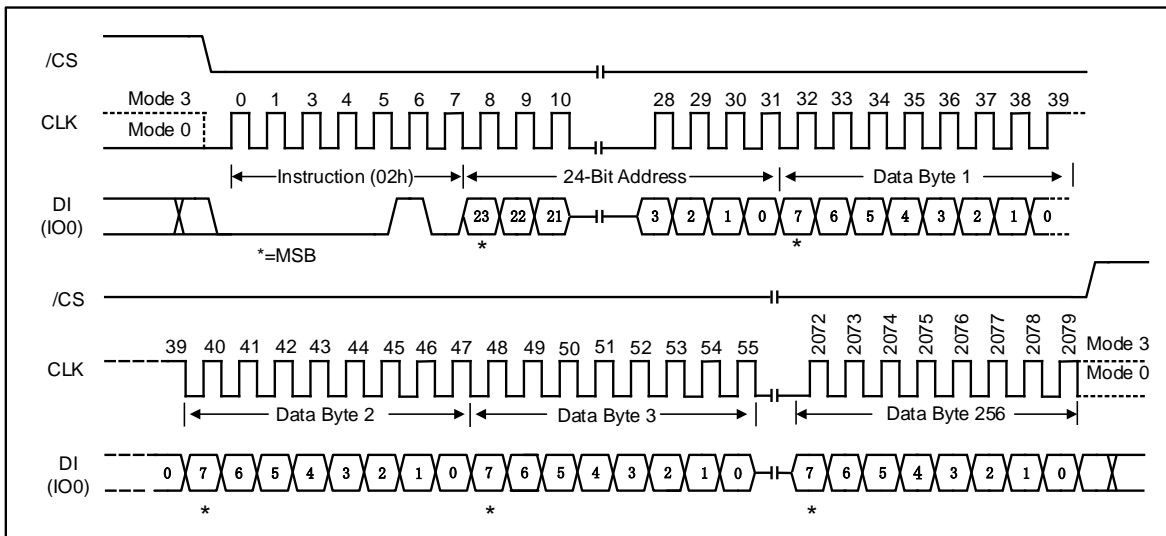 /CS
Mode 3
0 1 3 4 5 6 7 8 9 10 28 29 30 31 32 33 34 35 36 37 38 39
CLK
Mode 0
Instruction (02h) 24-Bit Address Data Byte 1
DI
(IO0)
23 22 21 3 2 1 0 7 6 5 4 3 2 1 0
*=MSB * *
/CS
39 40 41 42 43 44 45 46 47 48 49 50 51 52 53 54 55 2072 2073 2074 2075 2076 2077 2078 2079
Mode 3
CLK
Mode 0
Data Byte 2 Data Byte 3 Data Byte 256
DI
(IO0)
0 7 6 5 4 3 2 1 0 7 6 5 4 3 2 1 0 7 6 5 4 3 2 1 0
* * *